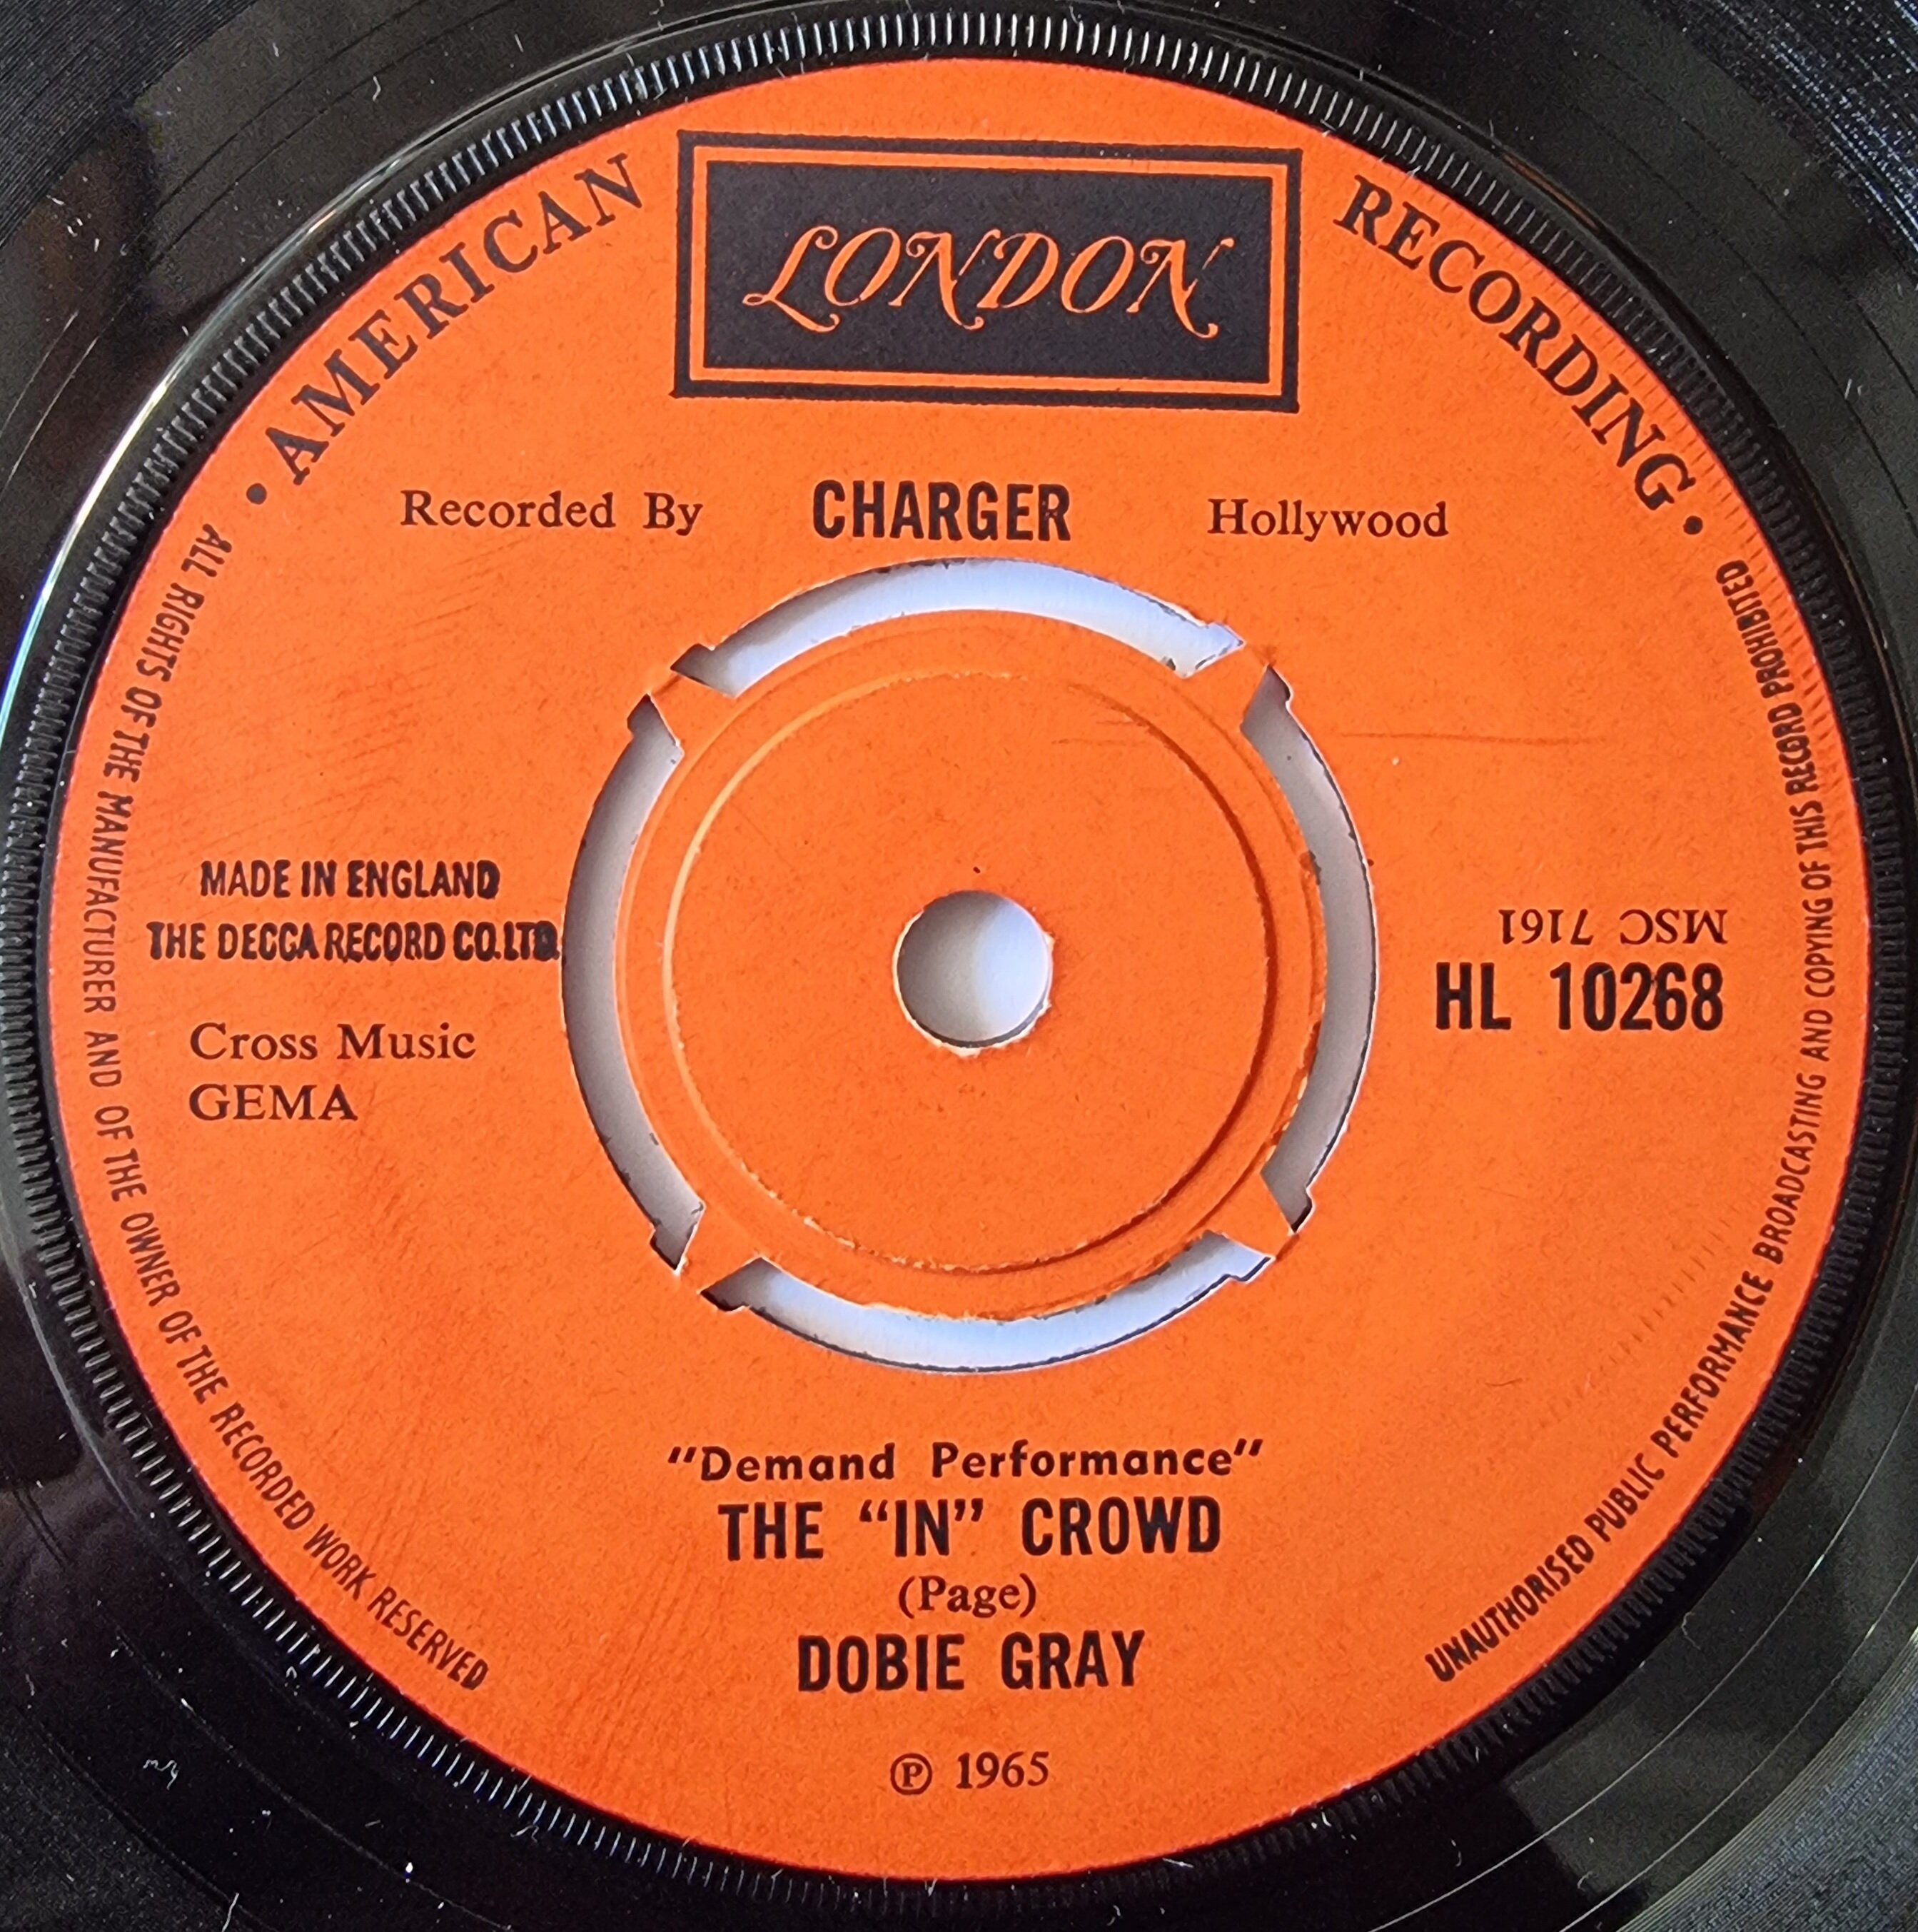 AMERICAN LONDON RECORDING
Recorded By CHARGER Hollywood
MADE IN ENGLAND
THE DECCA RECORD CO. LTD.
Cross Music
GEMA
MSC 7161
HL 10268
"Demand Performance"
THE "IN" CROWD
(Page)
DOBIE GRAY
℗ 1965
ALL RIGHTS OF THE MANUFACTURER AND OF THE OWNER OF THE RECORDED WORK RESERVED
UNAUTHORISED PUBLIC PERFORMANCE BROADCASTING AND COPYING OF THIS RECORD PROHIBITED